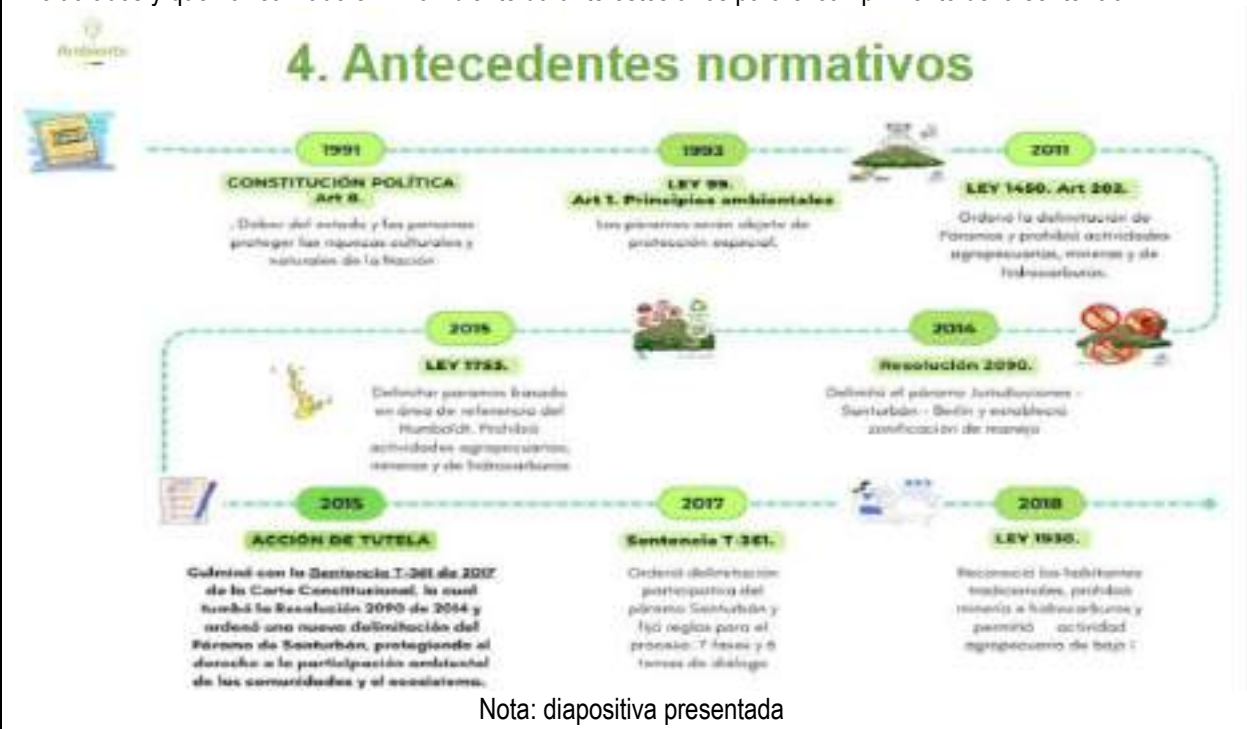 Ambiente
4. Antecedentes normativos
1991
CONSTITUCIÓN POLÍTICA
Art 8.
. Deber del estado y las personas
proteger las riquezas culturales y
naturales de la Nación
1993
LEY 99.
Art 1. Principios ambientales
Los páramos serán objeto de
protección especial.
2011
LEY 1450. Art 202.
Ordenó la delimitación de
Páramos y prohibió actividades
agropecuarias, mineras y de
hidrocarburos.
2015
LEY 1753.
Delimitar páramos basado
en área de referencia del
Humboldt. Prohibió
actividades agropecuarias,
mineras y de hidrocarburos
2014
Resolución 2090.
Delimitó el páramo Jurisdicciones -
Santurbán - Berlín y estableció
zonificación de manejo
2015
ACCIÓN DE TUTELA
Culminó con la Sentencia T-361 de 2017
de la Corte Constitucional, la cual
tumbó la Resolución 2090 de 2014 y
ordenó una nueva delimitación del
Páramo de Santurbán, protegiendo el
derecho a la participación ambiental
de las comunidades y el ecosistema.
2017
Sentencia T-361.
Ordenó delimitación
participativa del
páramo Santurbán y
fijó reglas para el
proceso: 7 fases y 6
temas de diálogo
2018
LEY 1930.
Reconoció los habitantes
tradicionales, prohibió
minería e hidrocarburos y
permitió actividad
agropecuaria de bajo i
Nota: diapositiva presentada